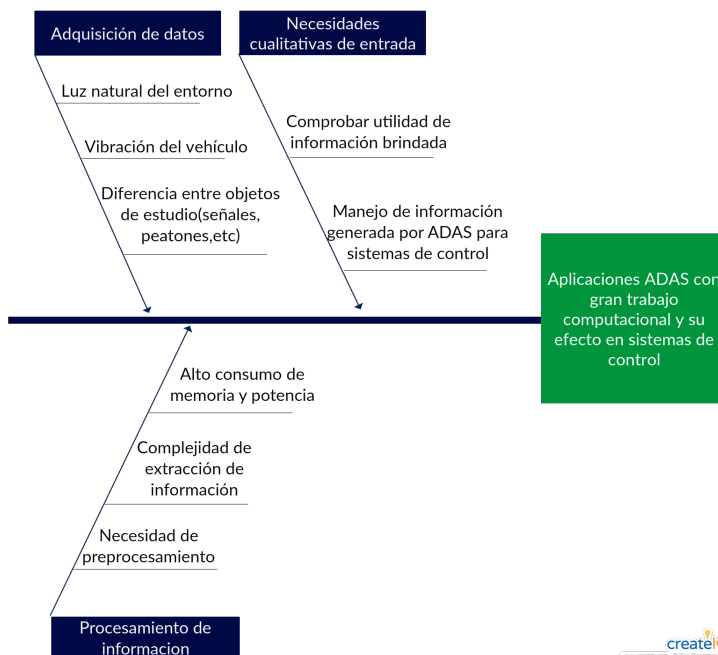 Adquisición de datos
Necesidades
cualitativas de entrada
Luz natural del entorno
Vibración del vehículo
Diferencia entre objetos
de estudio(señales,
peatones,etc)
Comprobar utilidad de
información brindada
Manejo de información
generada por ADAS para
sistemas de control
Aplicaciones ADAS con
gran trabajo
computacional y su
efecto en sistemas de
control
Alto consumo de
memoria y potencia
Complejidad de
extracción de
información
Necesidad de
preprocesamiento
Procesamiento de
informacion
creately